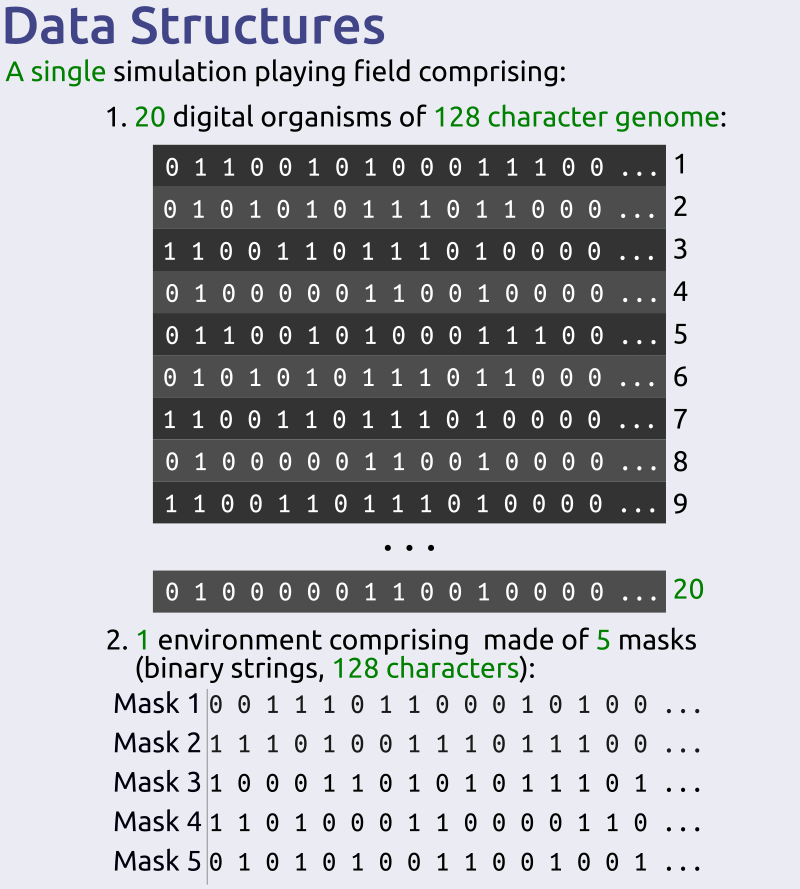 Data Structures
A single simulation playing field comprising:
1. 20 digital organisms of 128 character genome:
0 1 1 0 0 1 0 1 0 0 0 1 1 1 0 0 ... 1
0 1 0 1 0 1 0 1 1 1 0 1 1 0 0 0 ... 2
1 1 0 0 1 1 0 1 1 1 0 1 0 0 0 0 ... 3
0 1 0 0 0 0 0 1 1 0 0 1 0 0 0 0 ... 4
0 1 1 0 0 1 0 1 0 0 0 1 1 1 0 0 ... 5
0 1 0 1 0 1 0 1 1 1 0 1 1 0 0 0 ... 6
1 1 0 0 1 1 0 1 1 1 0 1 0 0 0 0 ... 7
0 1 0 0 0 0 0 1 1 0 0 1 0 0 0 0 ... 8
1 1 0 0 1 1 0 1 1 1 0 1 0 0 0 0 ... 9
...
0 1 0 0 0 0 0 1 1 0 0 1 0 0 0 0 ... 20
2. 1 environment comprising made of 5 masks
(binary strings, 128 characters):
Mask 1 0 0 1 1 1 0 1 1 0 0 0 1 0 1 0 0 ...
Mask 2 1 1 1 0 1 0 0 1 1 1 0 1 1 1 0 0 ...
Mask 3 1 0 0 0 1 1 0 1 0 1 0 1 1 1 0 1 ...
Mask 4 1 1 0 1 0 0 0 1 1 0 0 0 0 1 1 0 ...
Mask 5 0 1 0 1 0 1 0 0 1 1 0 0 1 0 0 1 ...